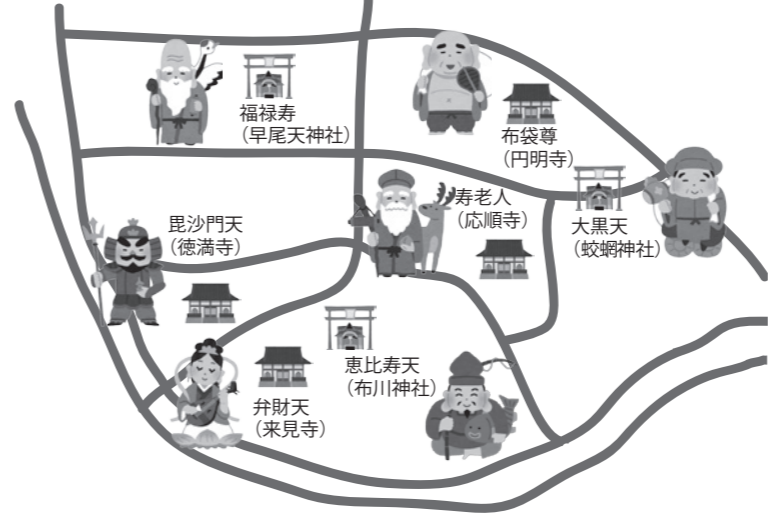 福禄寿
（早尾天神社）
布袋尊
（円明寺）
寿老人
（応順寺）
大黒天
（蛟蝄神社）
毘沙門天
（徳満寺）
恵比寿天
（布川神社）
弁財天
（来見寺）